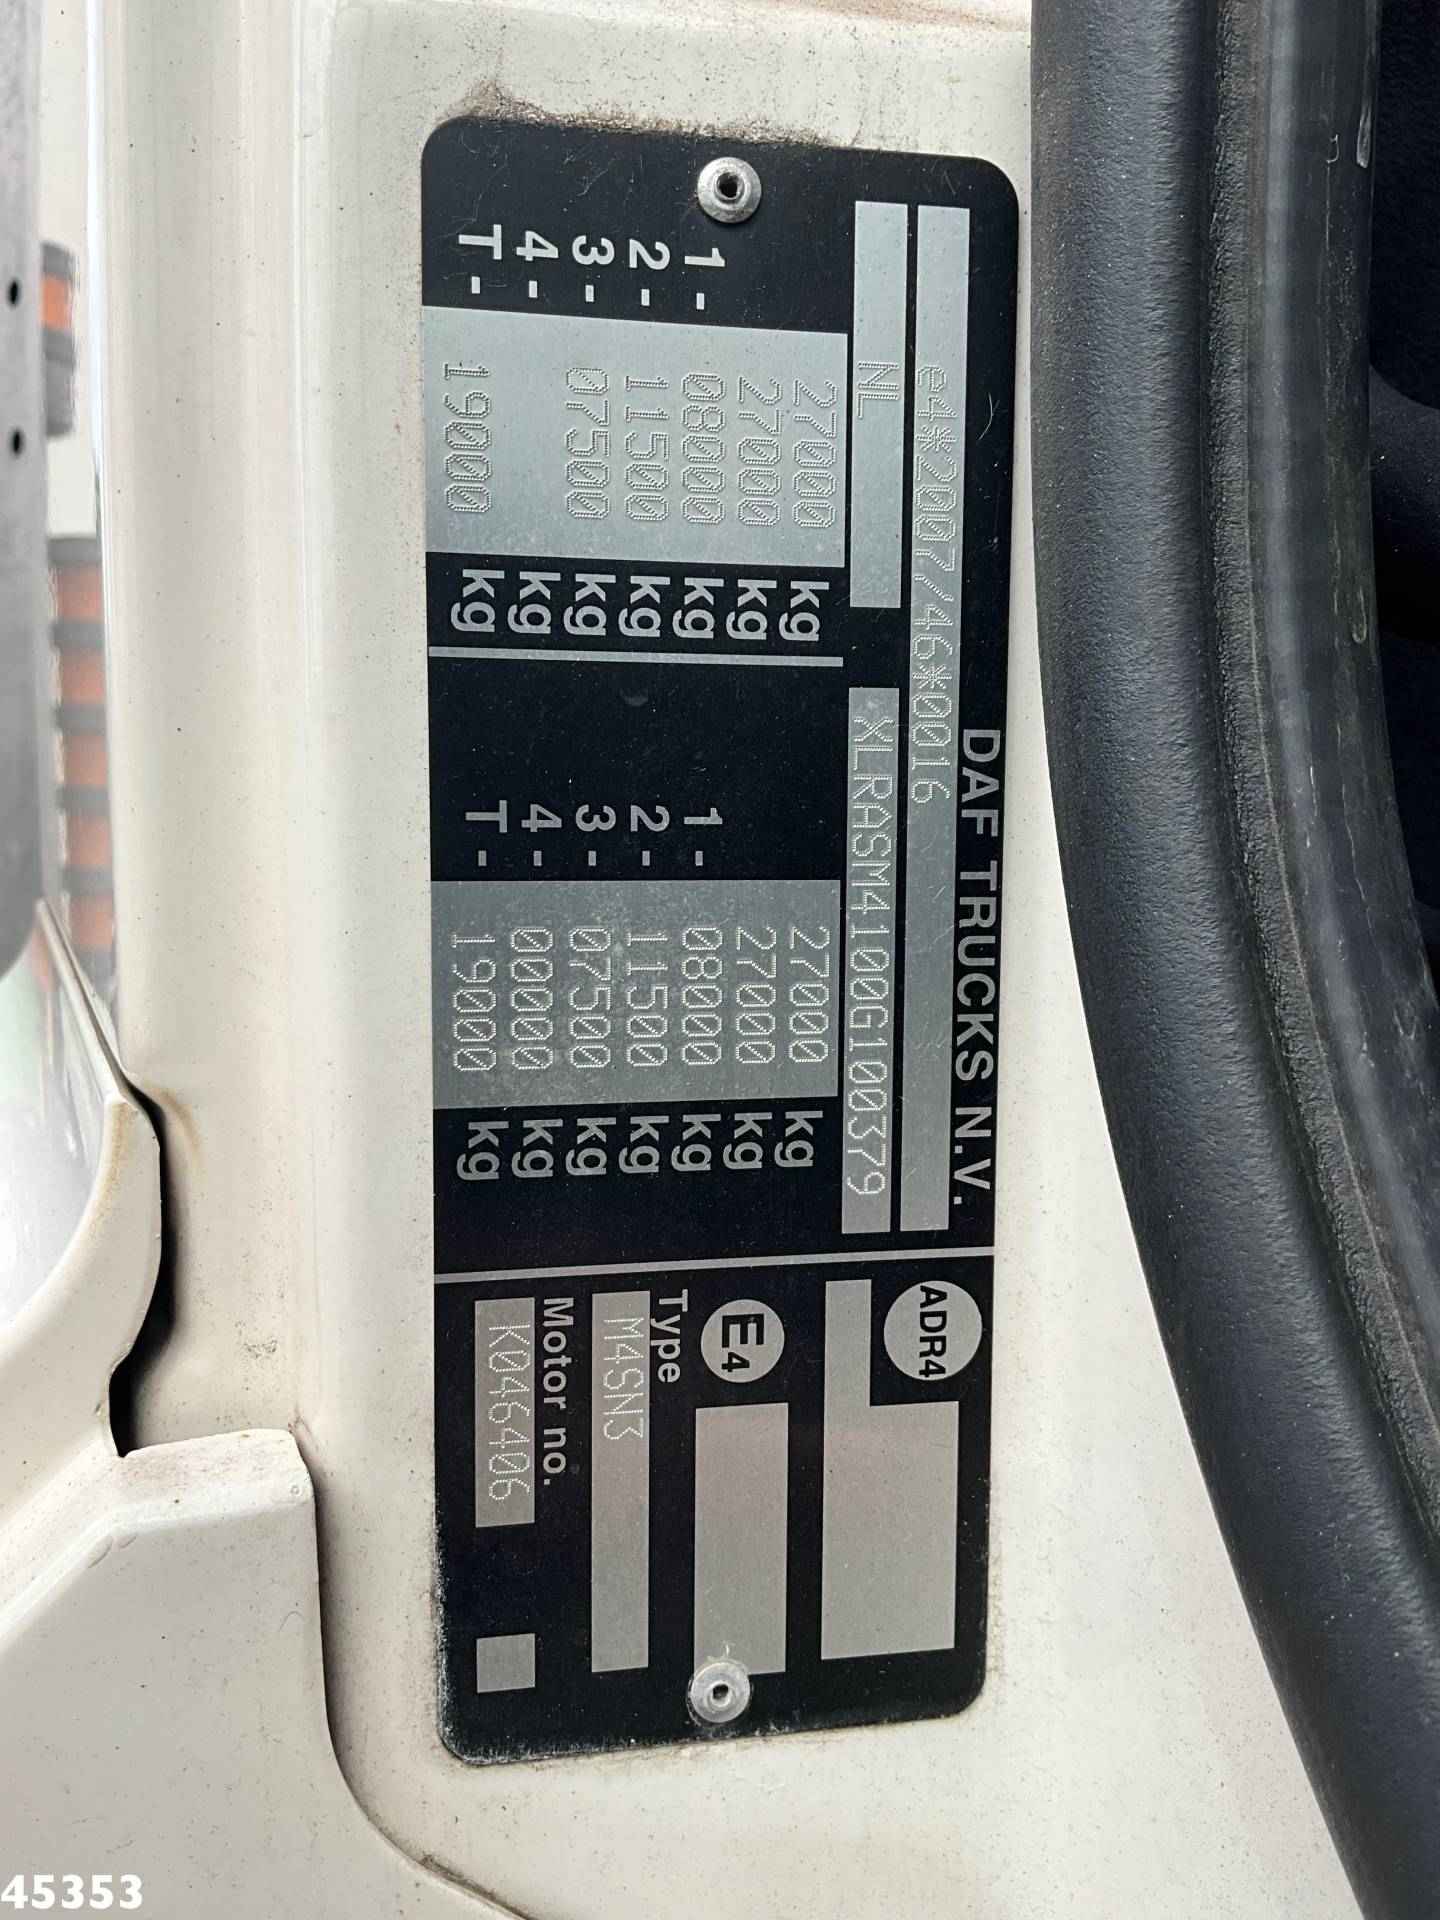 DAF TRUCKS N.V.
e4*2007/46*0016
NL
XLRASM4100G100379
27000 kg
27000 kg
1 - 08000 kg
2 - 11500 kg
3 - 07500 kg
4 - kg
T - 19000 kg
27000 kg
27000 kg
1 - 08000 kg
2 - 11500 kg
3 - 07500 kg
4 - 00000 kg
T - 19000 kg
ADR4
E4
Type
M4SN3
Motor no.
K046406
45353